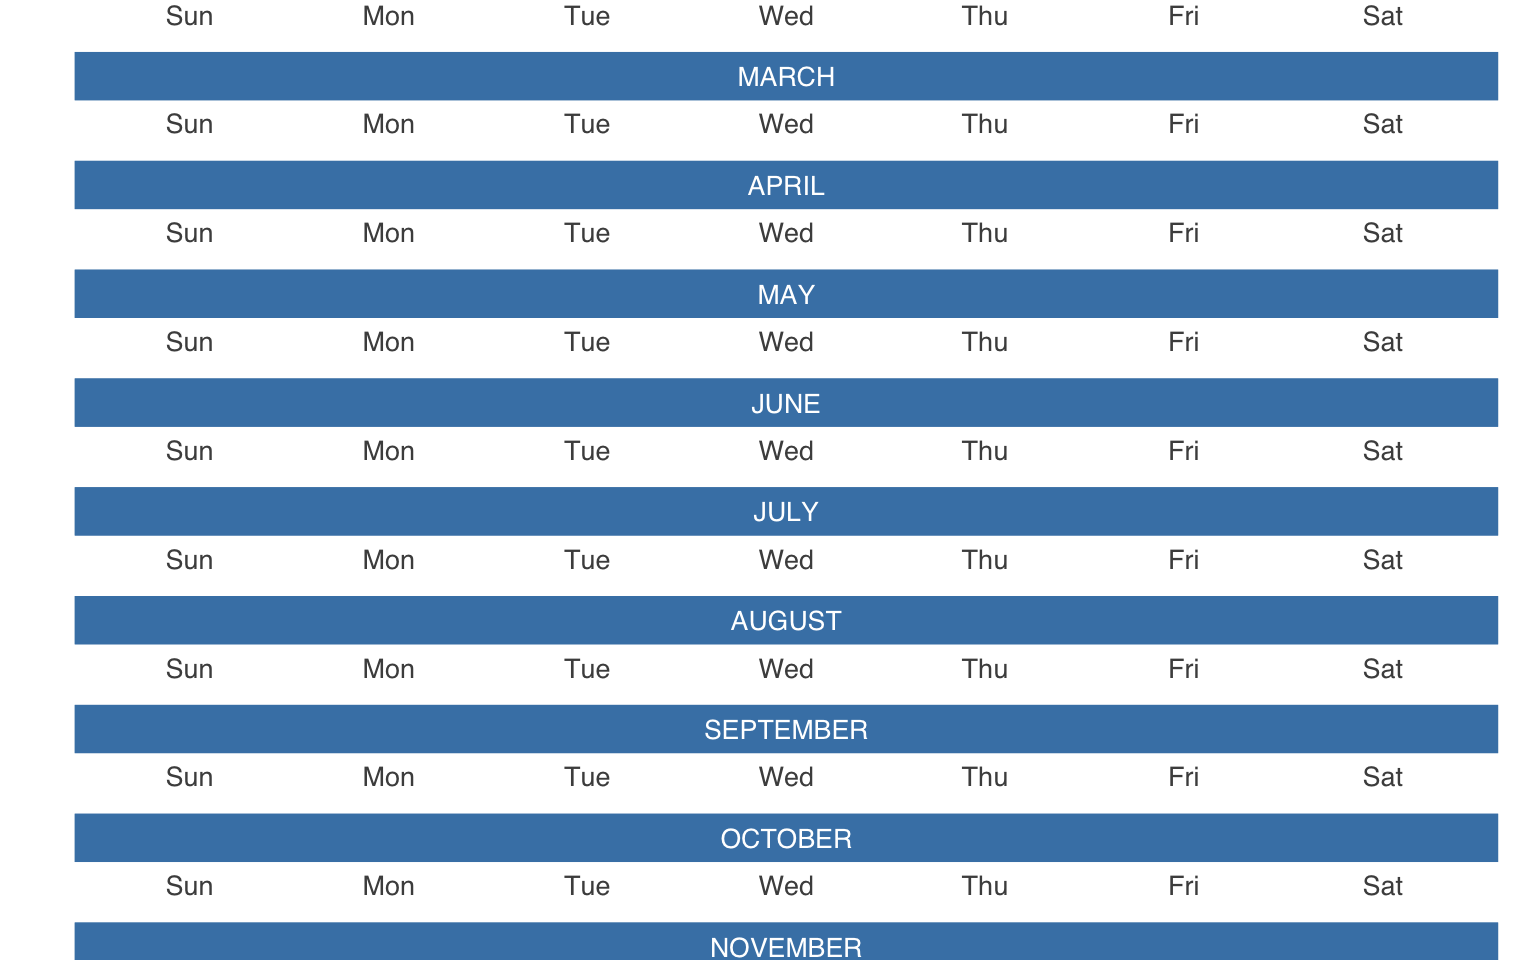 Sun Mon Tue Wed Thu Fri Sat
MARCH
Sun Mon Tue Wed Thu Fri Sat
APRIL
Sun Mon Tue Wed Thu Fri Sat
MAY
Sun Mon Tue Wed Thu Fri Sat
JUNE
Sun Mon Tue Wed Thu Fri Sat
JULY
Sun Mon Tue Wed Thu Fri Sat
AUGUST
Sun Mon Tue Wed Thu Fri Sat
SEPTEMBER
Sun Mon Tue Wed Thu Fri Sat
OCTOBER
Sun Mon Tue Wed Thu Fri Sat
NOVEMBER